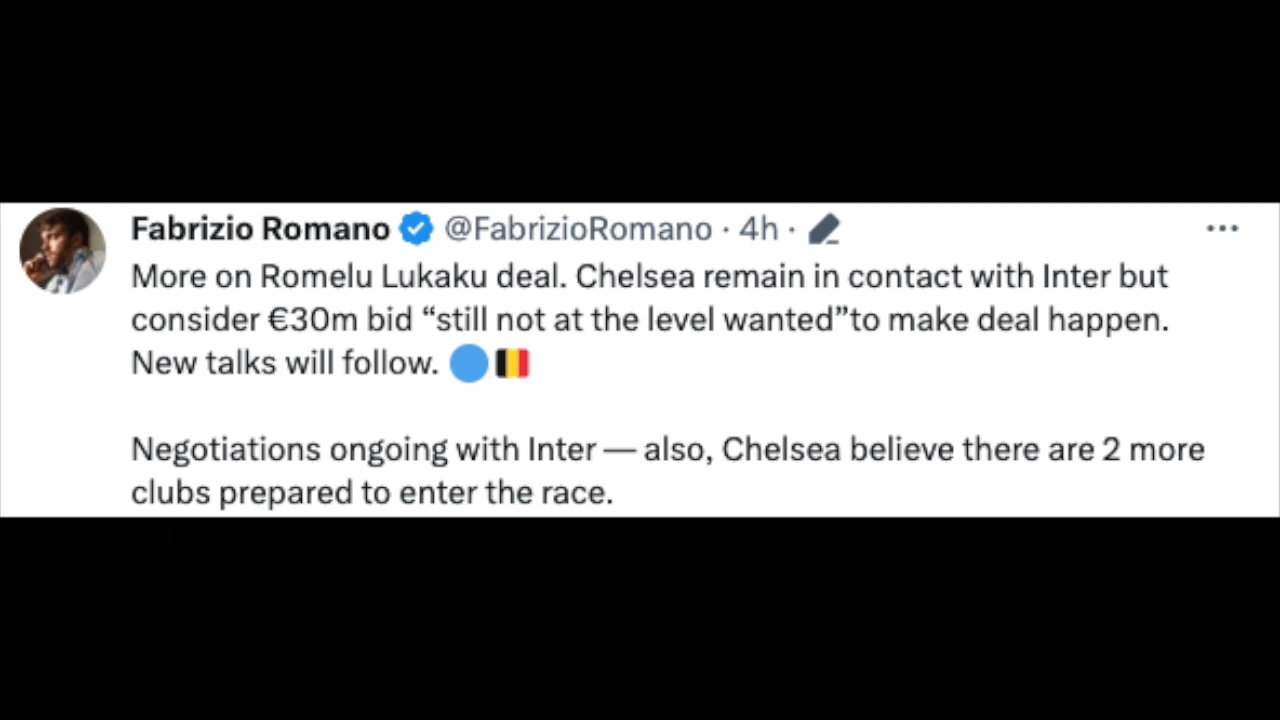 Fabrizio Romano @FabrizioRomano · 4h ·
More on Romelu Lukaku deal. Chelsea remain in contact with Inter but
consider €30m bid “still not at the level wanted”to make deal happen.
New talks will follow. 🔵🇧🇪
Negotiations ongoing with Inter — also, Chelsea believe there are 2 more
clubs prepared to enter the race.